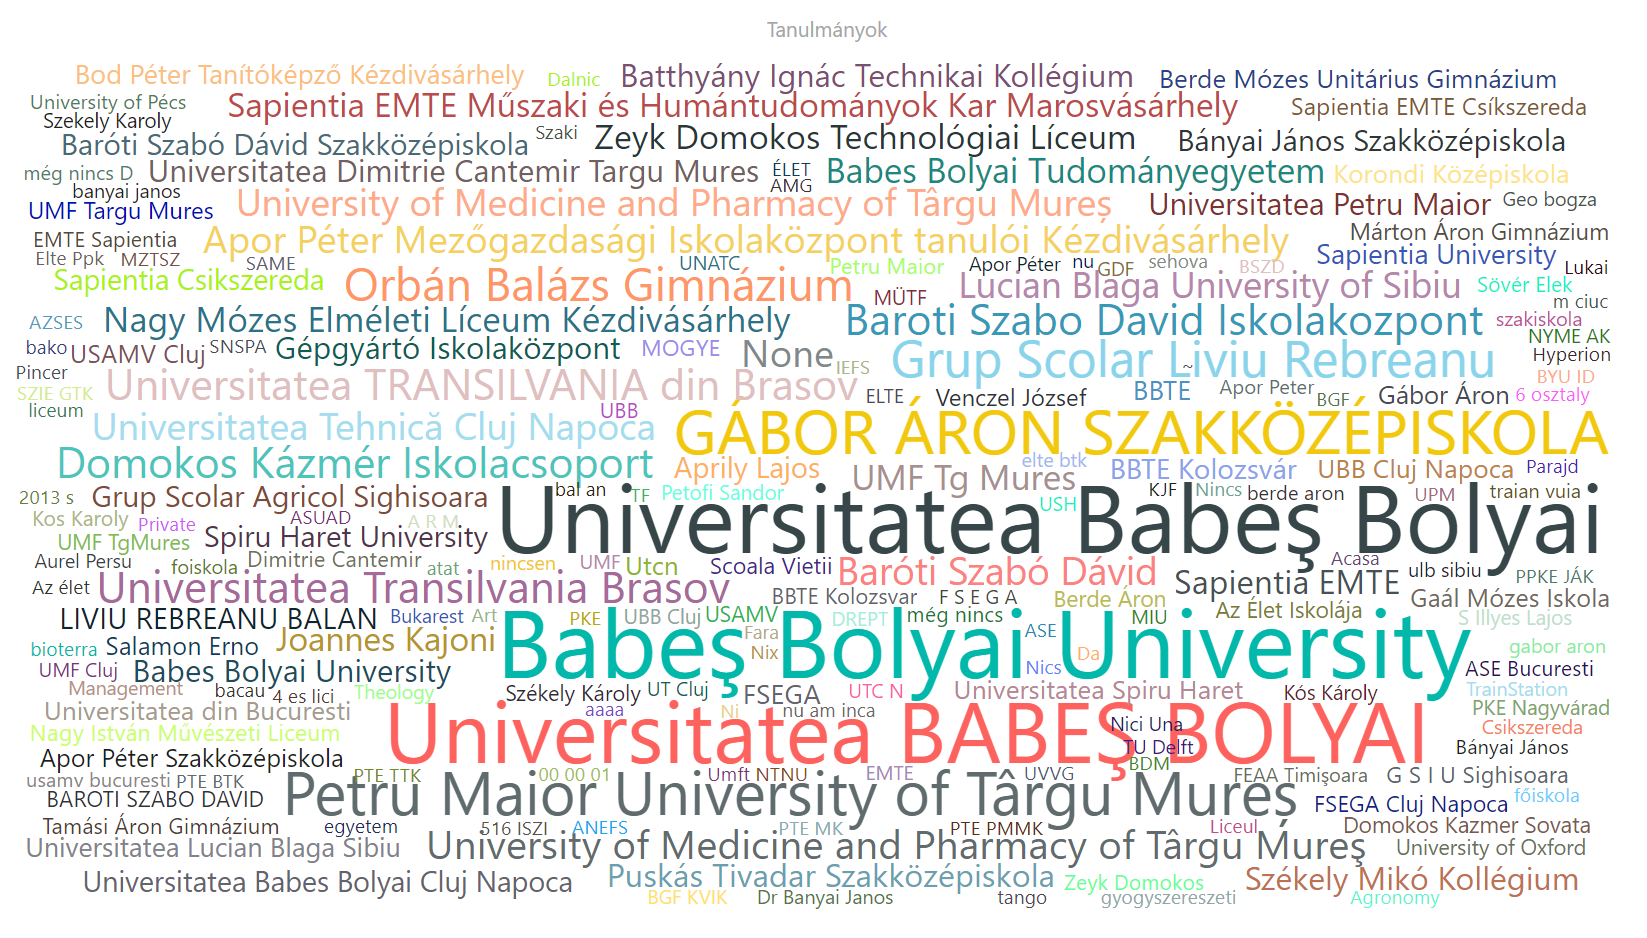 Tanulmányok
Bod Péter Tanítóképző Kézdivásárhely
Dalnic
Batthyány Ignác Technikai Kollégium
Berde Mózes Unitárius Gimnázium
University of Pécs
Sapientia EMTE Műszaki és Humántudományok Kar Marosvásárhely
Sapientia EMTE Csíkszereda
Szekely Karoly
Baróti Szabó Dávid Szakközépiskola
Szaki
Zeyk Domokos Technológiai Líceum
Bányai János Szakközépiskola
még nincs D
Universitatea Dimitrie Cantemir Targu Mures
ÉLET
Babes Bolyai Tudományegyetem
Korondi Középiskola
banyai janos
AMG
UMF Targu Mures
University of Medicine and Pharmacy of Târgu Mureș
Universitatea Petru Maior
Geo bogza
EMTE Sapientia
Apor Péter Mezőgazdasági Iskolaközpont tanulói Kézdivásárhely
Márton Áron Gimnázium
Elte Ppk
MZTSZ
SAME
UNATC
Petru Maior
Apor Péter
nu
GDF
sehova
BSZD
Sapientia University
Lukai
Sapientia Csikszereda
Orbán Balázs Gimnázium
MÜTF
Lucian Blaga University of Sibiu
Sövér Elek
m ciuc
AZSES
Nagy Mózes Elméleti Líceum Kézdivásárhely
Baroti Szabo David Iskolakozpont
szakiskola
NYME AK
bako
USAMV Cluj
SNSPA
Gépgyártó Iskolaközpont
MOGYE
None
IEFS
Grup Scolar Liviu Rebreanu
~
Hyperion
Pincer
Universitatea TRANSILVANIA din Brasov
BYU ID
SZIE GTK
ELTE
Venczel József
BBTE
Apor Peter
BGF
Gábor Áron
6 osztaly
liceum
UBB
Universitatea Tehnică Cluj Napoca
GÁBOR ÁRON SZAKKÖZÉPISKOLA
Domokos Kázmér Iskolacsoport
Aprily Lajos
UMF Tg Mures
elte btk
BBTE Kolozsvár
UBB Cluj Napoca
Parajd
2013 s
Grup Scolar Agricol Sighisoara
bal an
TF
Petofi Sandor
USH
KJF
Nincs
berde aron
UPM
traian vuia
Kos Karoly
Private
ASUAD
A R M
Universitatea Babeş Bolyai
UMF TgMures
Spiru Haret University
Aurel Persu
foiskola
Dimitrie Cantemir
atat
nincsen
UMF
Utcn
Scoala Vietii
Baróti Szabó Dávid
Acasa
ulb sibiu
PPKE JÁK
Az élet
Universitatea Transilvania Brasov
BBTE Kolozsvar
F S E G A
Berde Áron
Sapientia EMTE
Gaál Mózes Iskola
LIVIU REBREANU BALAN
Bukarest
Art
PKE
UBB Cluj
USAMV
DREPT
még nincs
MIU
Az Élet Iskolája
S Illyes Lajos
bioterra
Salamon Erno
Joannes Kajoni
Babeş Bolyai University
Fara
Nix
ASE
Da
gabor aron
UMF Cluj
Babes Bolyai University
Nics
ASE Bucuresti
Management
bacau
4 es lici
Theology
Székely Károly
UT Cluj
FSEGA
UTC N
Universitatea Spiru Haret
Kós Károly
TrainStation
Universitatea din Bucuresti
aaaa
Ni
nu am inca
PKE Nagyvárad
Nagy István Művészeti Liceum
Universitatea BABEŞ BOLYAI
Nici Una
Csikszereda
Apor Péter Szakközépiskola
TU Delft
Bányai János
BDM
usamv bucuresti
PTE BTK
PTE TTK
00 00 01
Umft
NTNU
EMTE
UVVG
FEAA Timişoara
G S I U Sighisoara
BAROTI SZABO DAVID
Petru Maior University of Târgu Mureș
FSEGA Cluj Napoca
főiskola
Tamási Áron Gimnázium
egyetem
516 ISZI
ANEFS
PTE MK
PTE PMMK
Liceul
Domokos Kazmer Sovata
Universitatea Lucian Blaga Sibiu
University of Medicine and Pharmacy of Târgu Mureş
University of Oxford
Universitatea Babes Bolyai Cluj Napoca
Puskás Tivadar Szakközépiskola
Zeyk Domokos
Székely Mikó Kollégium
BGF KVIK
Dr Banyai Janos
tango
gyogyszereszeti
Agronomy